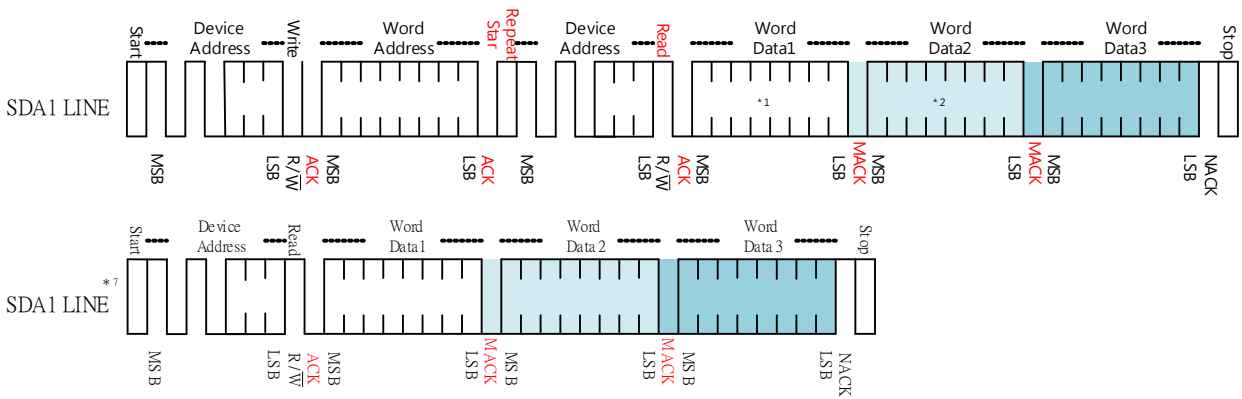 Start
Device
Address
Write
Word
Address
Repeat
Star
Device
Address
Read
Word
Data1
Word
Data2
Word
Data3
Stop
SDA1 LINE
*1
*2
MSB
LSB
R/W
ACK
MSB
LSB
ACK
MSB
LSB
R/W
ACK
MSB
LSB
MACK
MSB
LSB
MACK
MSB
LSB
NACK
Start
Device
Address
Read
Word
Data1
Word
Data 2
Word
Data 3
Stop
SDA1 LINE *7
MSB
LSB
R/W
ACK
MSB
LSB
MACK
MSB
LSB
MACK
MSB
LSB
NACK